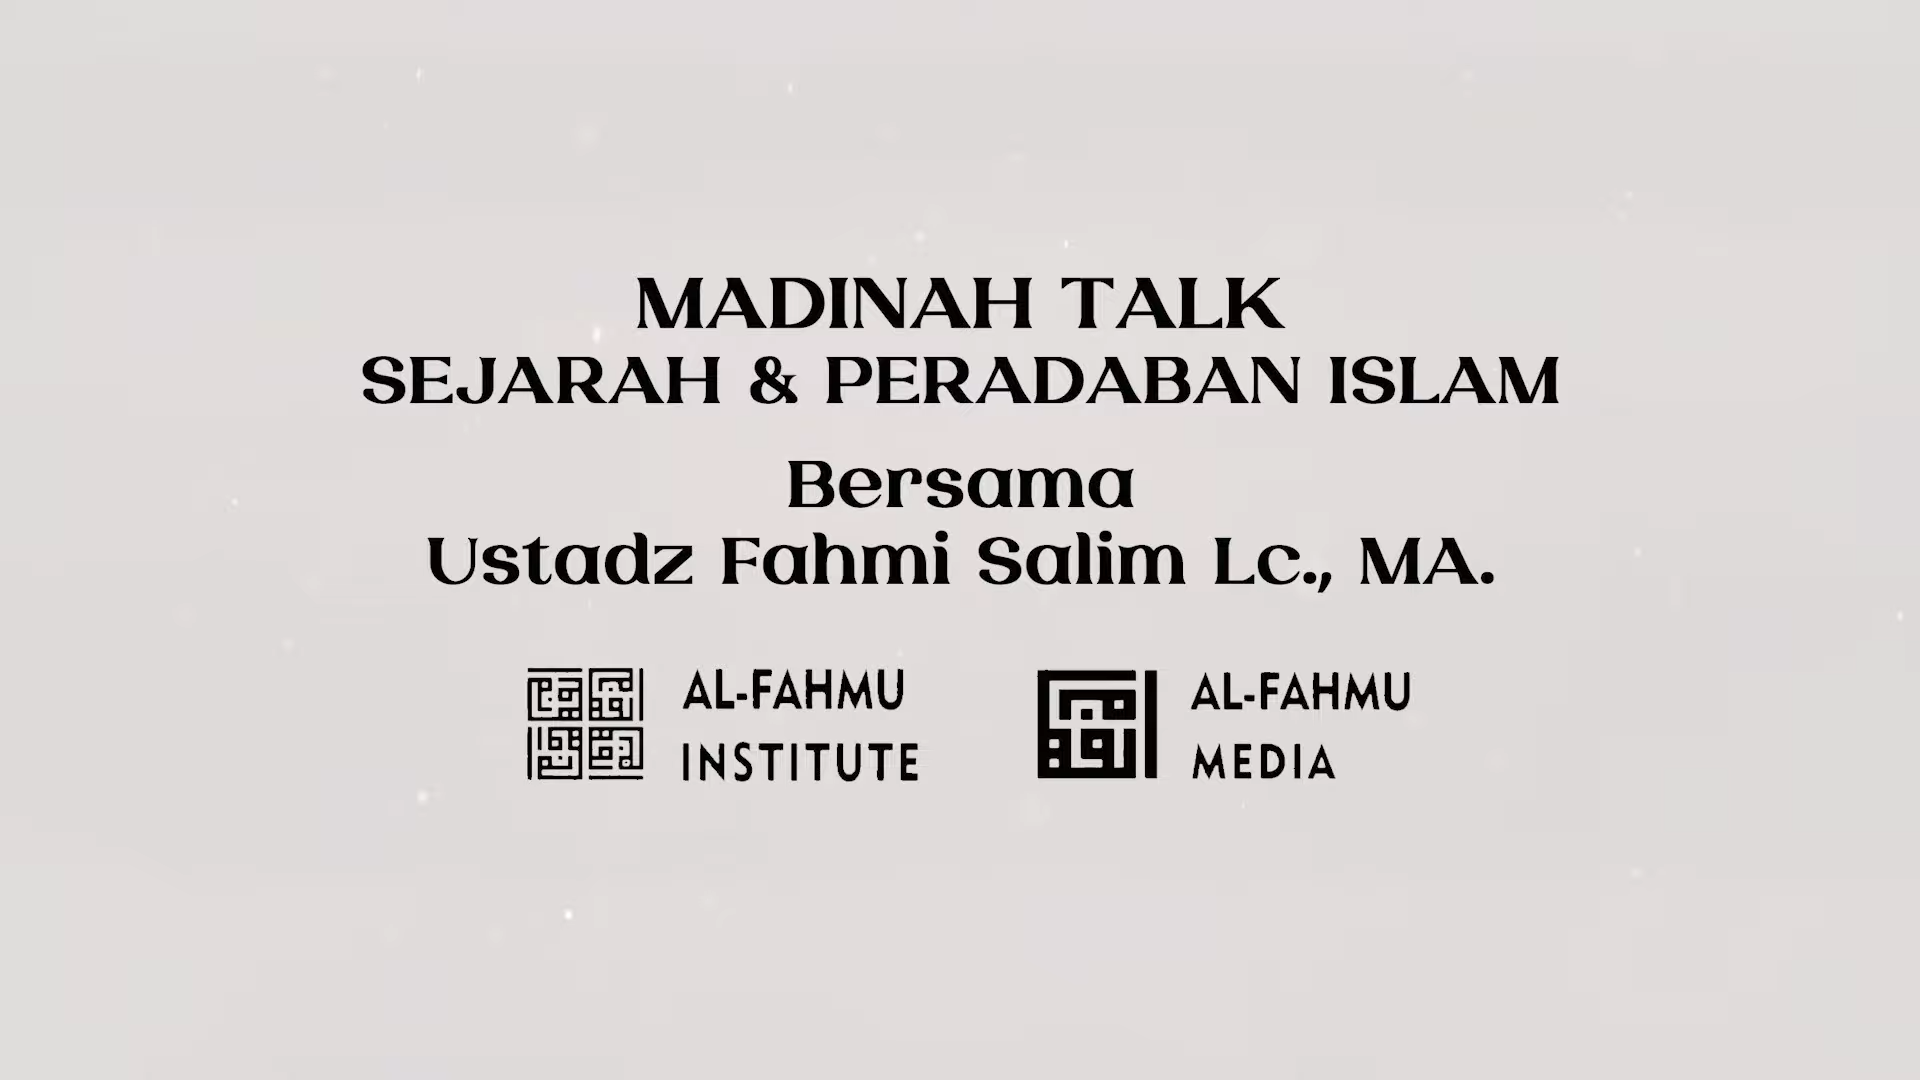 MADINAH TALK
SEJARAH & PERADABAN ISLAM
Bersama
Ustadz Fahmi Salim Lc., MA.
AL-FAHMU
INSTITUTE
AL-FAHMU
MEDIA